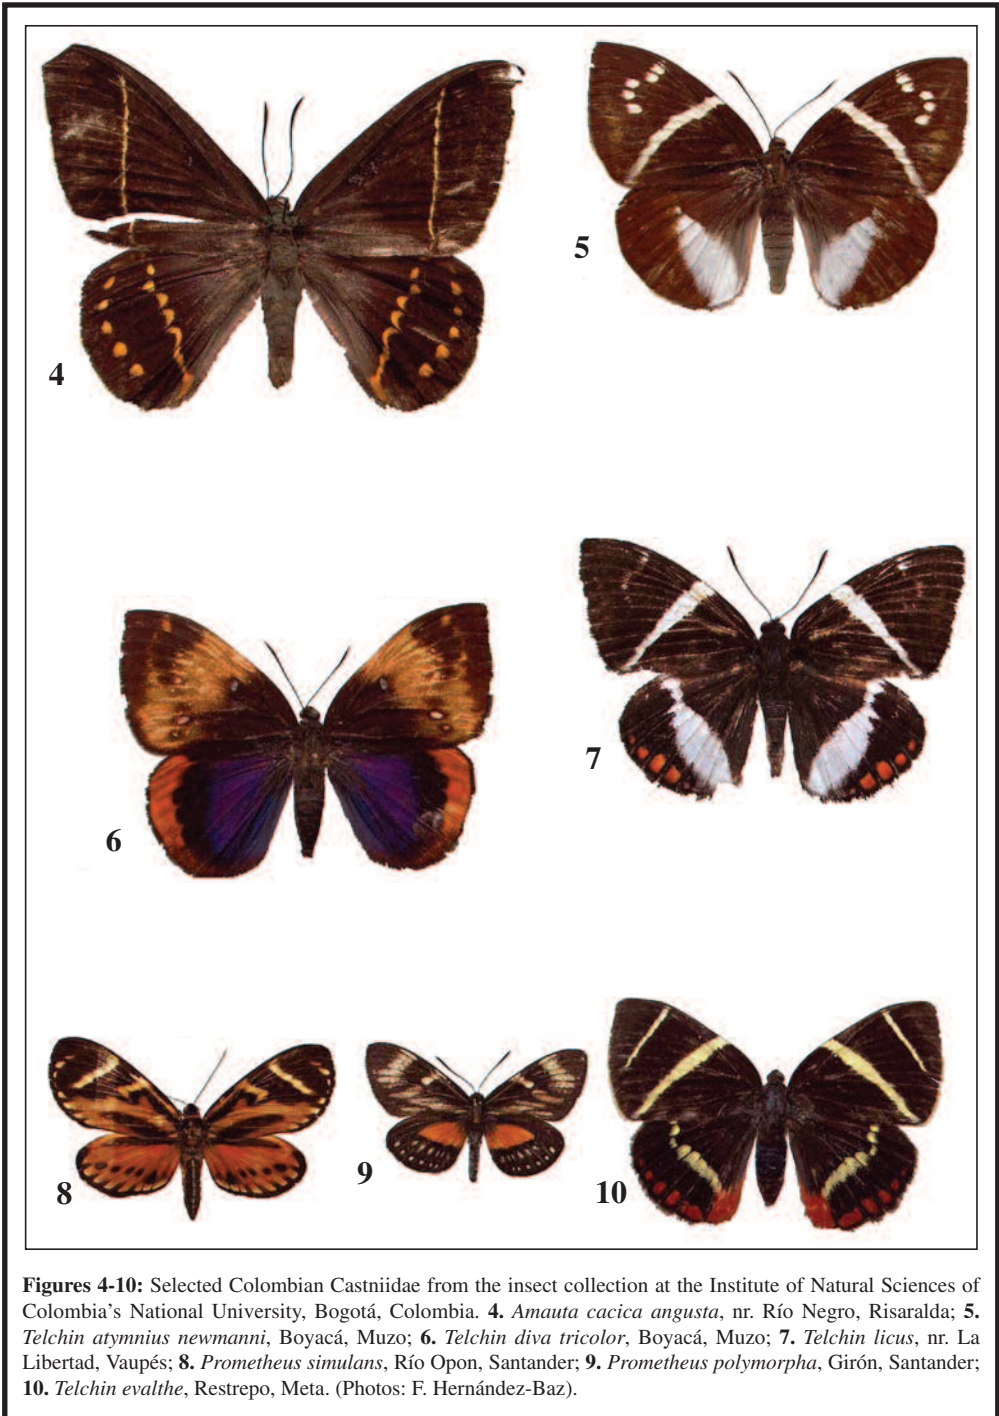 4
5
6
7
8
9
10
Figures 4-10: Selected Colombian Castniidae from the insect collection at the Institute of Natural Sciences of
Colombia's National University, Bogotá, Colombia. 4. Amauta cacica angusta, nr. Río Negro, Risaralda; 5.
Telchin atymnius newmanni, Boyacá, Muzo; 6. Telchin diva tricolor, Boyacá, Muzo; 7. Telchin licus, nr. La
Libertad, Vaupés; 8. Prometheus simulans, Río Opon, Santander; 9. Prometheus polymorpha, Girón, Santander;
10. Telchin evalthe, Restrepo, Meta. (Photos: F. Hernández-Baz).